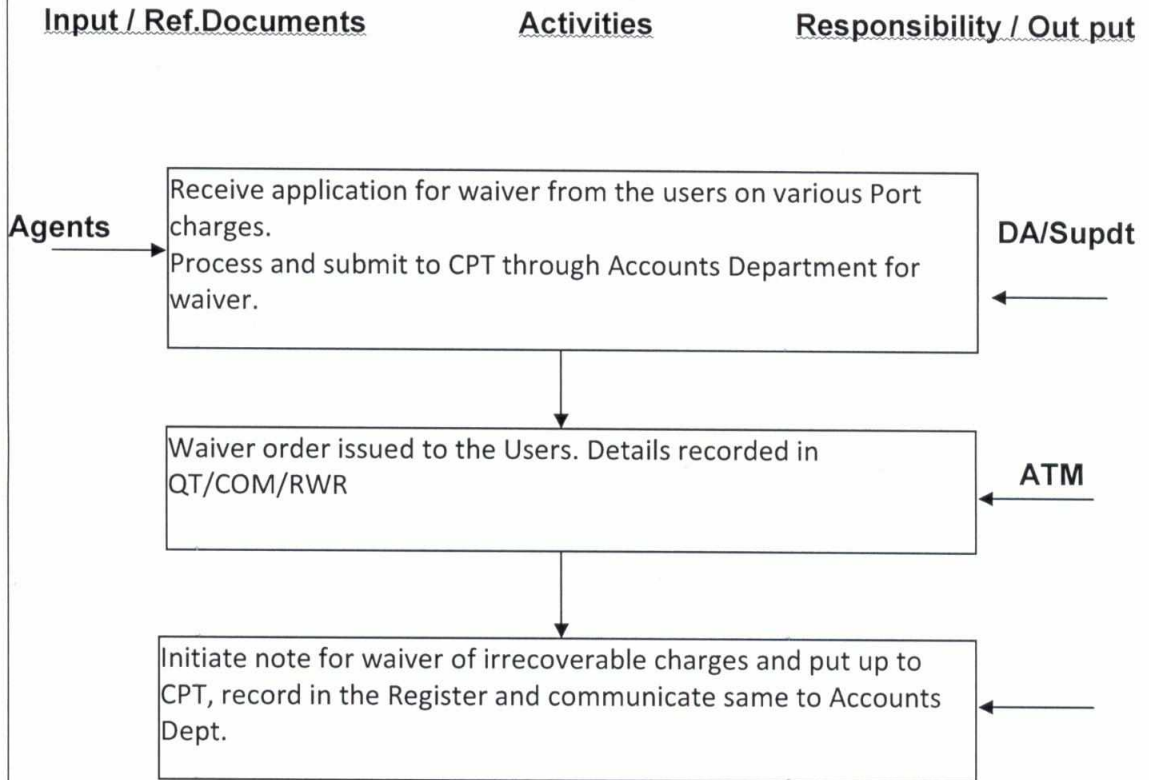 Input / Ref.Documents Activities Responsibility / Out put
Receive application for waiver from the users on various Port
charges.
Process and submit to CPT through Accounts Department for
waiver.
Agents
DA/Supdt
Waiver order issued to the Users. Details recorded in
QT/COM/RWR
ATM
Initiate note for waiver of irrecoverable charges and put up to
CPT, record in the Register and communicate same to Accounts
Dept.